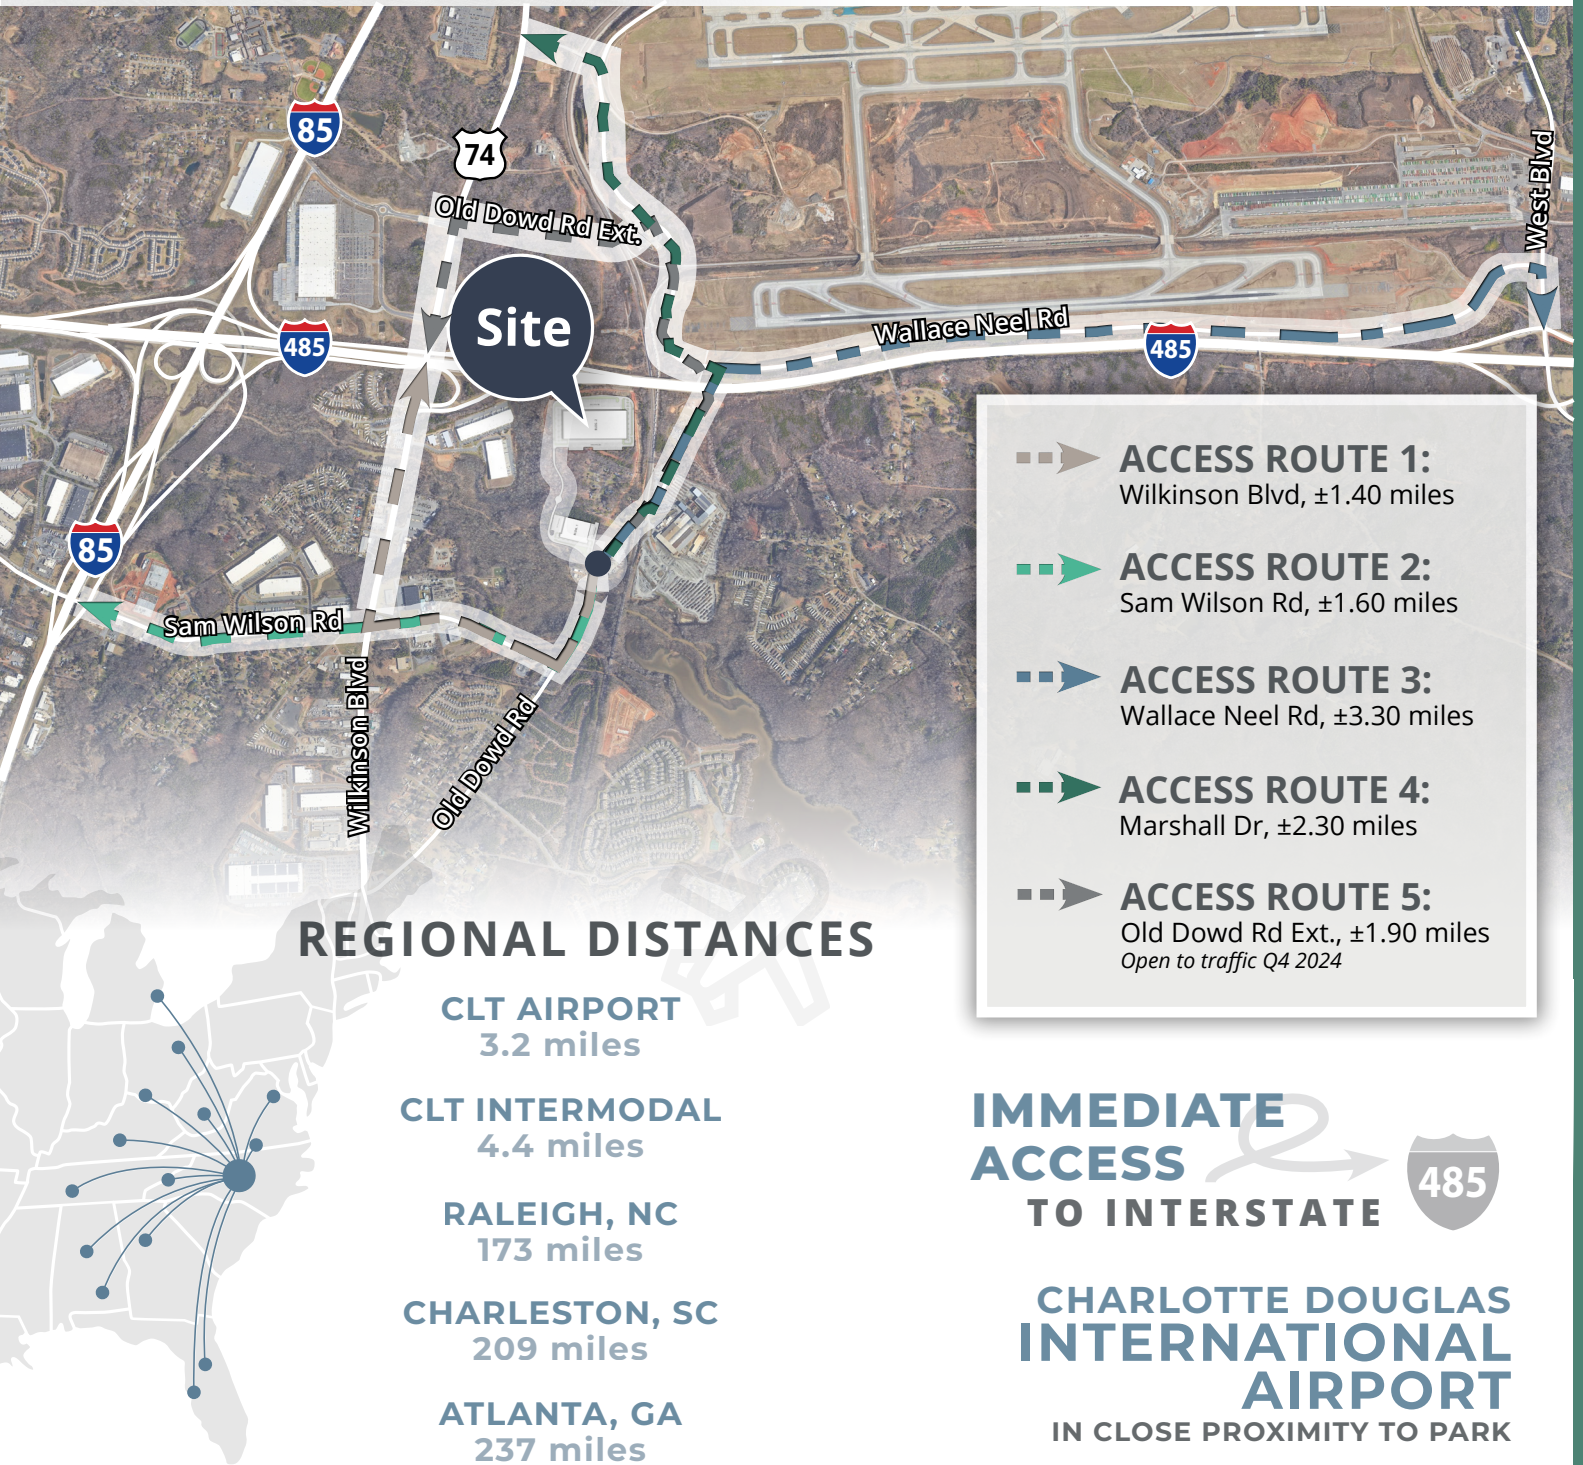 85
74
Old Dowd Rd Ext.
West Blvd
Site
Wallace Neel Rd
485
485
85
Sam Wilson Rd
Wilkinson Blvd
Old Dowd Rd
ACCESS ROUTE 1:
Wilkinson Blvd, ±1.40 miles
ACCESS ROUTE 2:
Sam Wilson Rd, ±1.60 miles
ACCESS ROUTE 3:
Wallace Neel Rd, ±3.30 miles
ACCESS ROUTE 4:
Marshall Dr, ±2.30 miles
ACCESS ROUTE 5:
Old Dowd Rd Ext., ±1.90 miles
Open to traffic Q4 2024
REGIONAL DISTANCES
CLT AIRPORT
3.2 miles
CLT INTERMODAL
4.4 miles
RALEIGH, NC
173 miles
CHARLESTON, SC
209 miles
ATLANTA, GA
237 miles
IMMEDIATE
ACCESS
TO INTERSTATE
485
CHARLOTTE DOUGLAS
INTERNATIONAL
AIRPORT
IN CLOSE PROXIMITY TO PARK